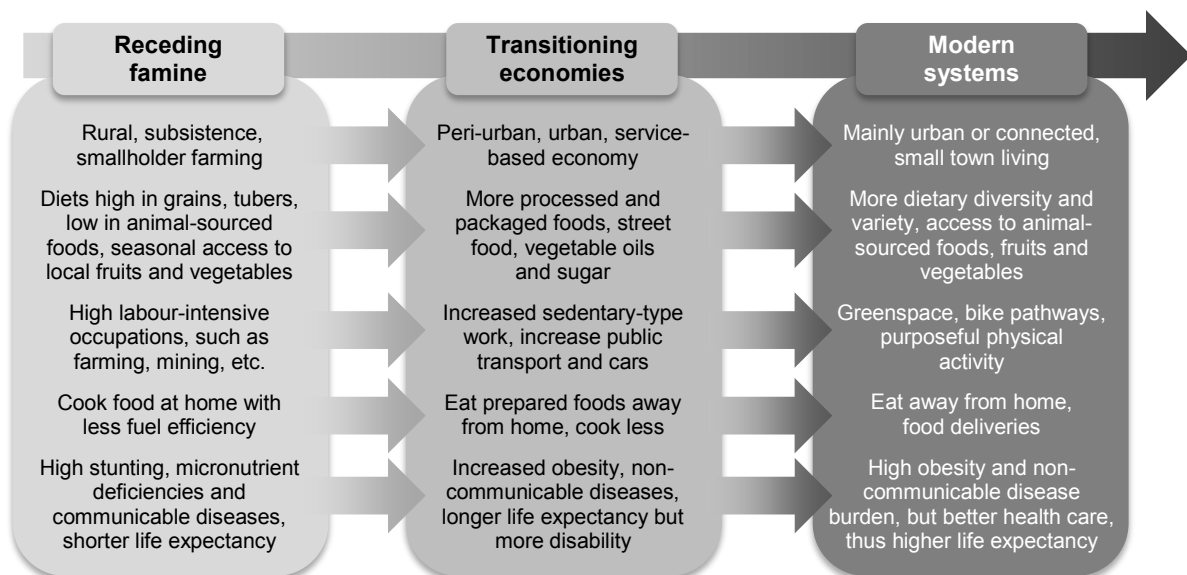 Receding
famine
Transitioning
economies
Modern
systems
Rural, subsistence,
smallholder farming
Peri-urban, urban, service-
based economy
Mainly urban or connected,
small town living
Diets high in grains, tubers,
low in animal-sourced
foods, seasonal access to
local fruits and vegetables
More processed and
packaged foods, street
food, vegetable oils
and sugar
More dietary diversity and
variety, access to animal-
sourced foods, fruits and
vegetables
High labour-intensive
occupations, such as
farming, mining, etc.
Increased sedentary-type
work, increase public
transport and cars
Greenspace, bike pathways,
purposeful physical
activity
Cook food at home with
less fuel efficiency
Eat prepared foods away
from home, cook less
Eat away from home,
food deliveries
High stunting, micronutrient
deficiencies and
communicable diseases,
shorter life expectancy
Increased obesity, non-
communicable diseases,
longer life expectancy but
more disability
High obesity and non-
communicable disease
burden, but better health care,
thus higher life expectancy